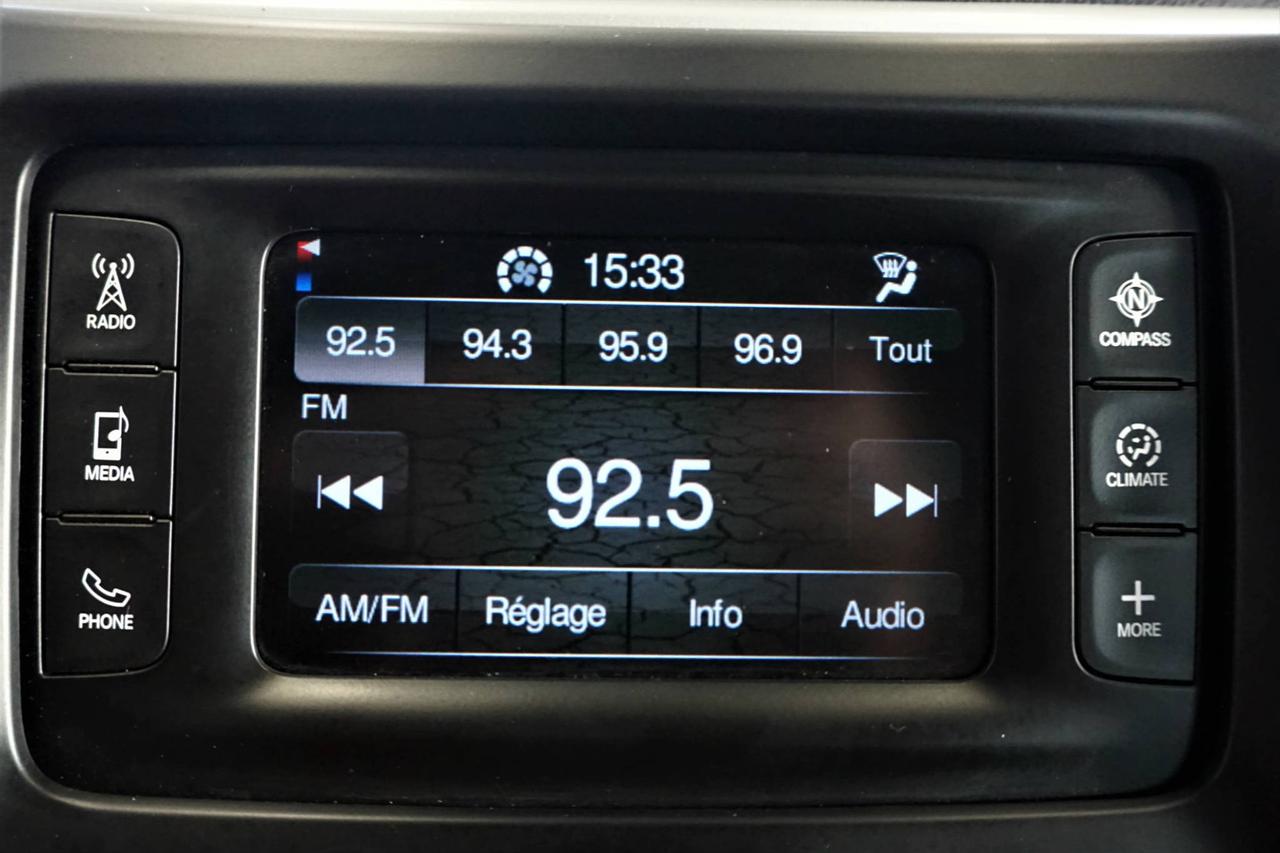 15:33
92.5 94.3 95.9 96.9 Tout
FM
92.5
AM/FM Réglage Info Audio
RADIO
MEDIA
PHONE
N
COMPASS
CLIMATE
MORE